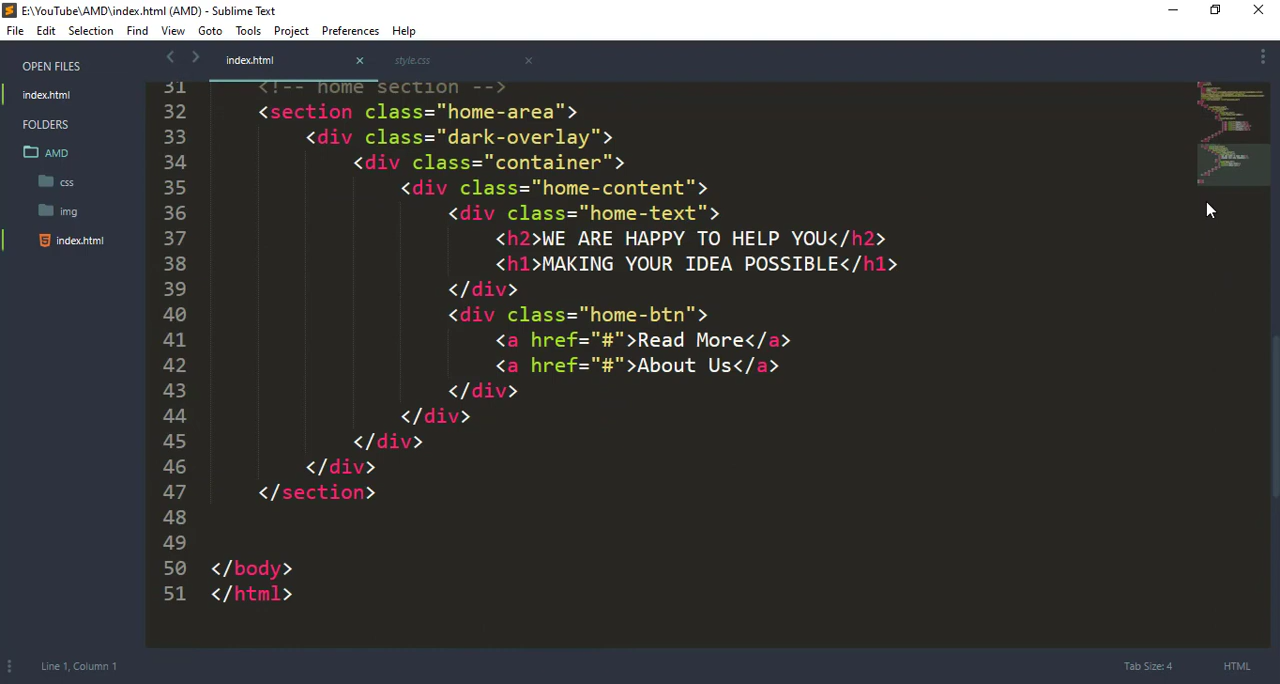 E:\YouTube\AMD\index.html (AMD) - Sublime Text
File Edit Selection Find View Goto Tools Project Preferences Help
OPEN FILES
index.html
FOLDERS
AMD
css
img
index.html
index.html × style.css ×
31 <!-- home section -->
32 <section class="home-area">
33 <div class="dark-overlay">
34 <div class="container">
35 <div class="home-content">
36 <div class="home-text">
37 <h2>WE ARE HAPPY TO HELP YOU</h2>
38 <h1>MAKING YOUR IDEA POSSIBLE</h1>
39 </div>
40 <div class="home-btn">
41 <a href="#">Read More</a>
42 <a href="#">About Us</a>
43 </div>
44 </div>
45 </div>
46 </div>
47 </section>
48
49
50 </body>
51 </html>
Line 1, Column 1 Tab Size: 4 HTML